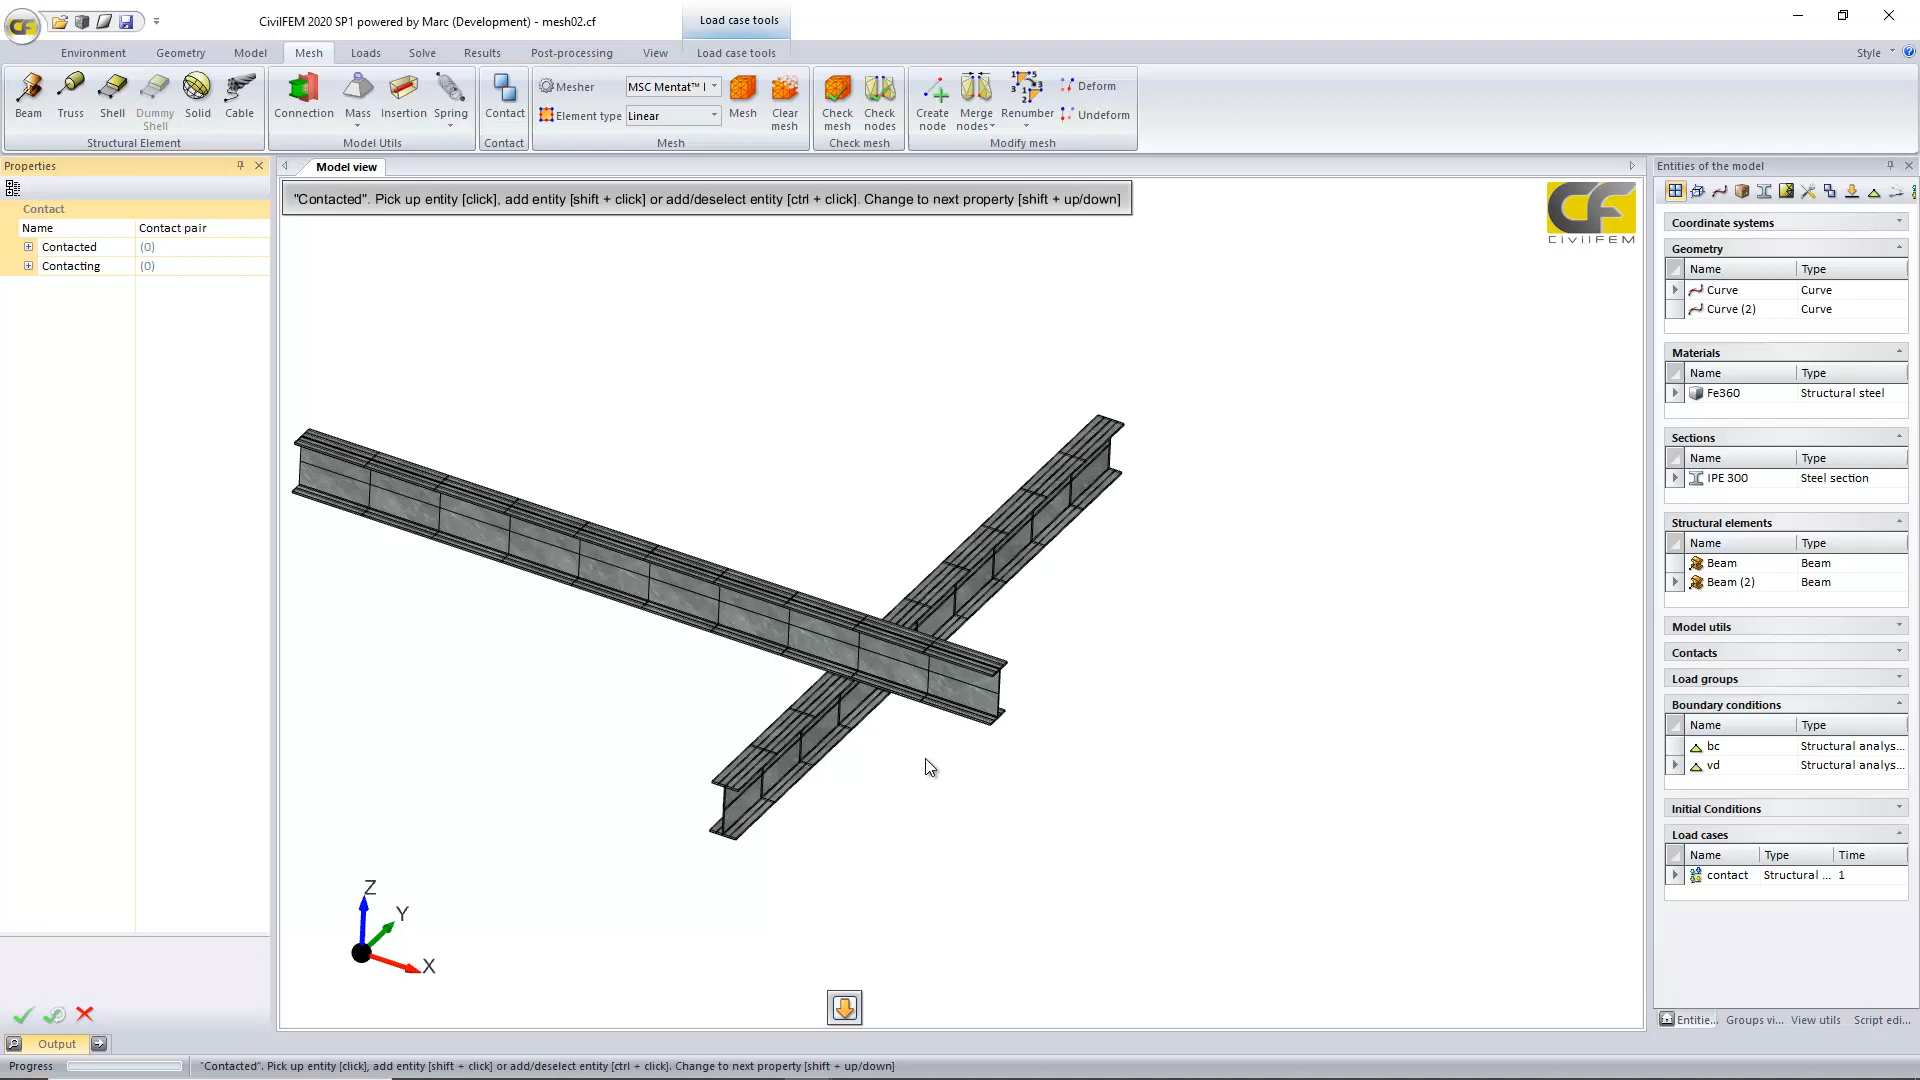 CivilFEM 2020 SP1 powered by Marc (Development) - mesh02.cf
Load case tools
Environment
Geometry
Model
Mesh
Loads
Solve
Results
Post-processing
View
Load case tools
Style
Beam
Truss
Shell
Dummy Shell
Solid
Cable
Structural Element
Connection
Mass
Insertion
Spring
Model Utils
Contact
Contact
Mesher
MSC Mentat™ I
Element type
Linear
Mesh
Clear mesh
Mesh
Check mesh
Check nodes
Check mesh
Create node
Merge nodes
Renumber
Deform
Undeform
Modify mesh
Properties
Contact
Name
Contact pair
Contacted
(0)
Contacting
(0)
Model view
"Contacted". Pick up entity [click], add entity [shift + click] or add/deselect entity [ctrl + click]. Change to next property [shift + up/down]
CF
CIVILFEM
Z
Y
X
Entities of the model
Coordinate systems
Geometry
Name Type
Curve Curve
Curve (2) Curve
Materials
Name Type
Fe360 Structural steel
Sections
Name Type
IPE 300 Steel section
Structural elements
Name Type
Beam Beam
Beam (2) Beam
Model utils
Contacts
Load groups
Boundary conditions
Name Type
bc Structural analys...
vd Structural analys...
Initial Conditions
Load cases
Name Type Time
contact Structural ... 1
Entitie...
Groups vi...
View utils
Script edi...
Output
Progress
"Contacted". Pick up entity [click], add entity [shift + click] or add/deselect entity [ctrl + click]. Change to next property [shift + up/down]